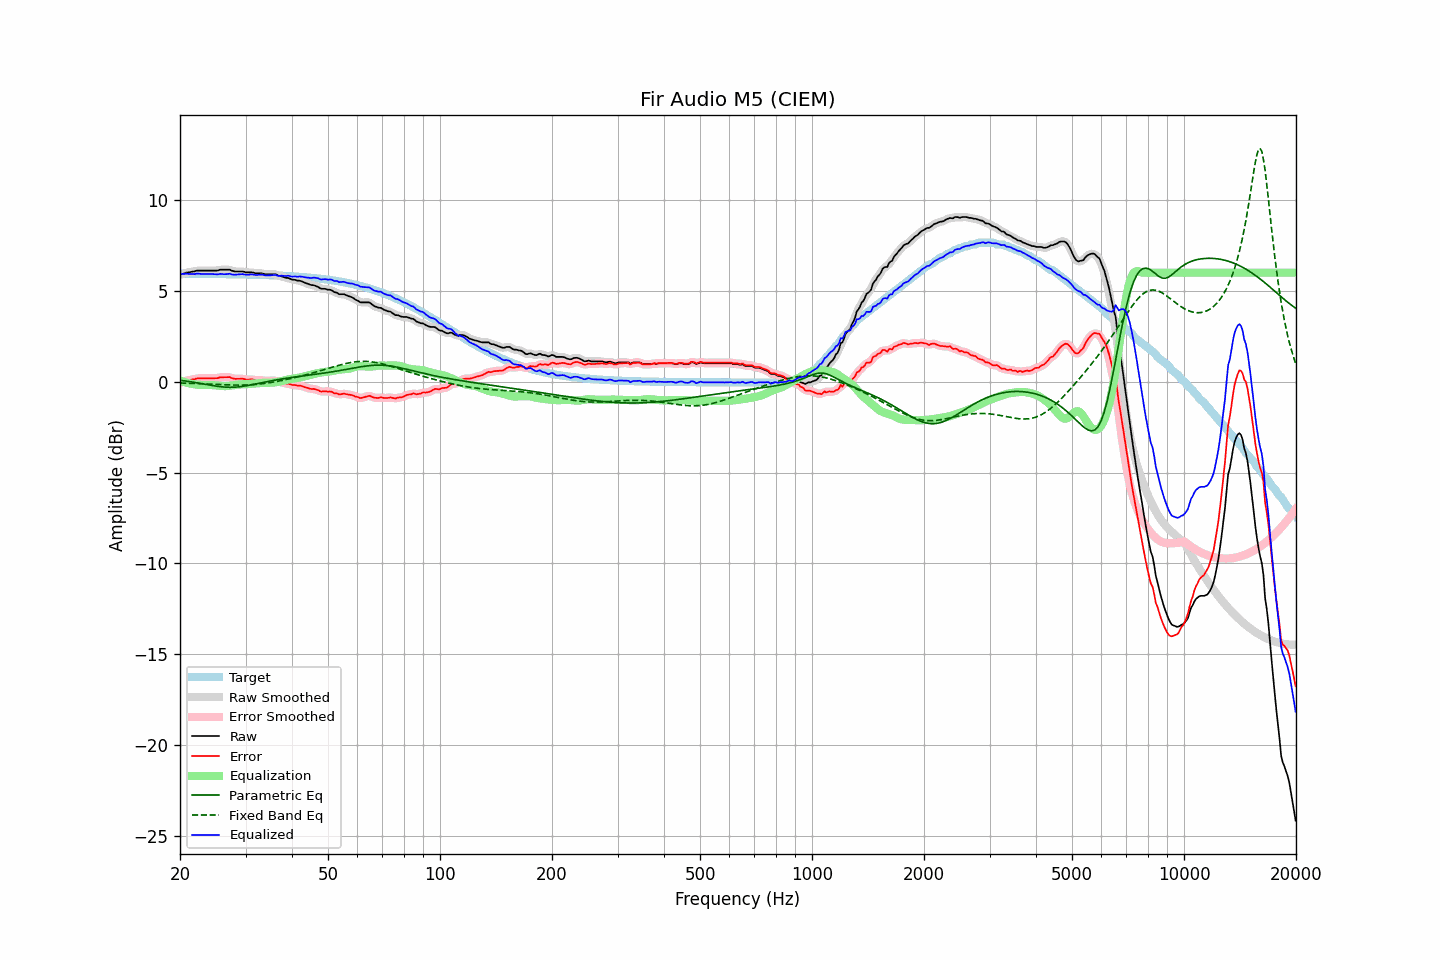 Fir Audio M5 (CIEM)
Amplitude (dBr)
10
5
0
−5
−10
−15
−20
−25
Target
Raw Smoothed
Error Smoothed
Raw
Error
Equalization
Parametric Eq
Fixed Band Eq
Equalized
20 50 100 200 500 1000 2000 5000 10000 20000
Frequency (Hz)